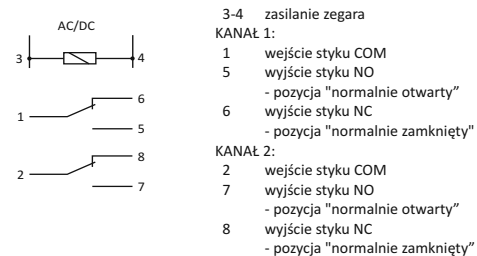 AC/DC
3
4
6
1
5
8
2
7
3-4 zasilanie zegara
KANAŁ 1:
1 wejście styku COM
5 wyjście styku NO
- pozycja "normalnie otwarty”
6 wyjście styku NC
- pozycja "normalnie zamknięty"
KANAŁ 2:
2 wejście styku COM
7 wyjście styku NO
- pozycja "normalnie otwarty”
8 wyjście styku NC
- pozycja "normalnie zamknięty”